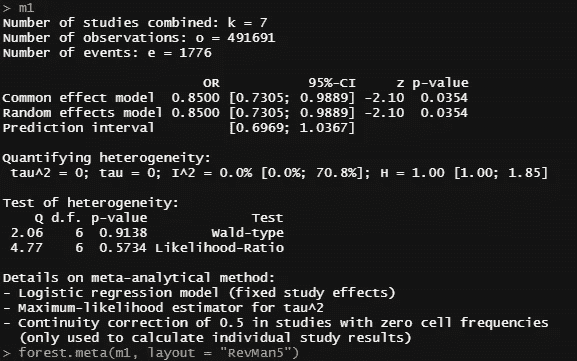 > m1
Number of studies combined: k = 7
Number of observations: o = 491691
Number of events: e = 1776
OR 95%-CI z p-value
Common effect model 0.8500 [0.7305; 0.9889] -2.10 0.0354
Random effects model 0.8500 [0.7305; 0.9889] -2.10 0.0354
Prediction interval [0.6969; 1.0367]
Quantifying heterogeneity:
tau^2 = 0; tau = 0; I^2 = 0.0% [0.0%; 70.8%]; H = 1.00 [1.00; 1.85]
Test of heterogeneity:
Q d.f. p-value Test
2.06 6 0.9138 Wald-type
4.77 6 0.5734 Likelihood-Ratio
Details on meta-analytical method:
- Logistic regression model (fixed study effects)
- Maximum-likelihood estimator for tau^2
- Continuity correction of 0.5 in studies with zero cell frequencies
(only used to calculate individual study results)
> forest.meta(m1, layout = "RevMan5")